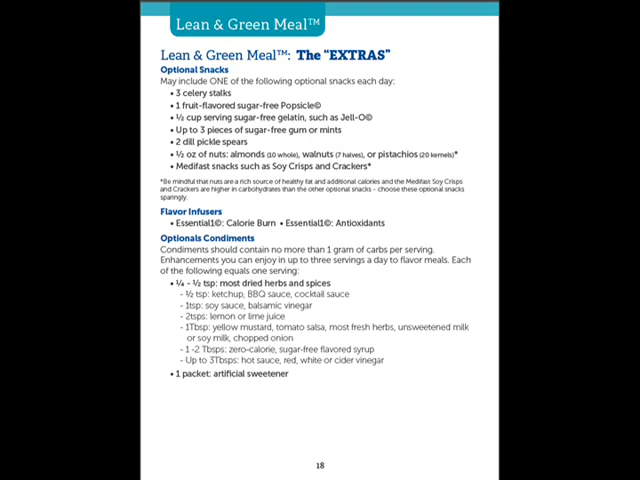 Lean & Green Meal™
Lean & Green Meal™: The “EXTRAS”
Optional Snacks
May include ONE of the following optional snacks each day:
• 3 celery stalks
• 1 fruit-flavored sugar-free Popsicle©
• ½ cup serving sugar-free gelatin, such as Jell-O©
• Up to 3 pieces of sugar-free gum or mints
• 2 dill pickle spears
• ½ oz of nuts: almonds (10 whole), walnuts (7 halves), or pistachios (20 kernels)*
• Medifast snacks such as Soy Crisps and Crackers*
*Be mindful that nuts are a rich source of healthy fat and additional calories and the Medifast Soy Crisps
and Crackers are higher in carbohydrates than the other optional snacks - choose these optional snacks
sparingly.
Flavor Infusers
• Essential1©: Calorie Burn • Essential1©: Antioxidants
Optionals Condiments
Condiments should contain no more than 1 gram of carbs per serving.
Enhancements you can enjoy in up to three servings a day to flavor meals. Each
of the following equals one serving:
• ¼ - ½ tsp: most dried herbs and spices
- ½ tsp: ketchup, BBQ sauce, cocktail sauce
- 1tsp: soy sauce, balsamic vinegar
- 2tsps: lemon or lime juice
- 1Tbsp: yellow mustard, tomato salsa, most fresh herbs, unsweetened milk
or soy milk, chopped onion
- 1 -2 Tbsps: zero-calorie, sugar-free flavored syrup
- Up to 3Tbsps: hot sauce, red, white or cider vinegar
• 1 packet: artificial sweetener
18